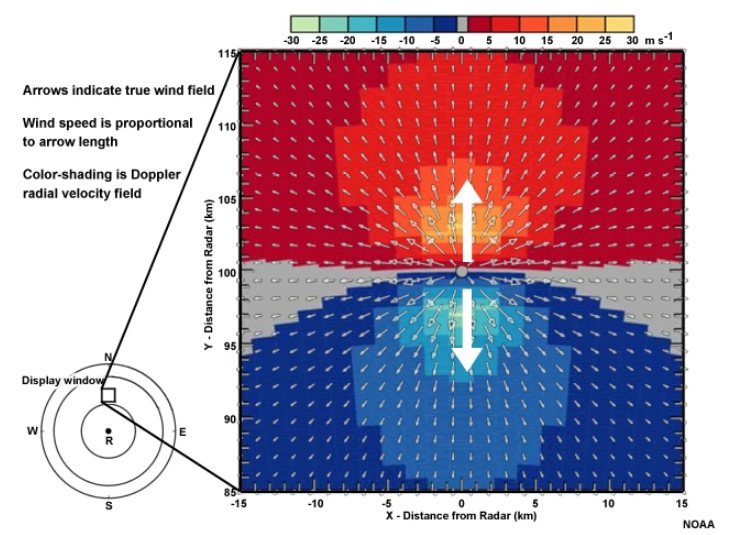 -30 -25 -20 -15 -10 -5 0 5 10 15 20 25 30 m s-1
Arrows indicate true wind field
Wind speed is proportional
to arrow length
Color-shading is Doppler
radial velocity field
115
110
105
100
95
90
85
Y - Distance from Radar (km)
-15 -10 -5 0 5 10 15
X - Distance from Radar (km)
N
Display window
W
R
E
S
NOAA